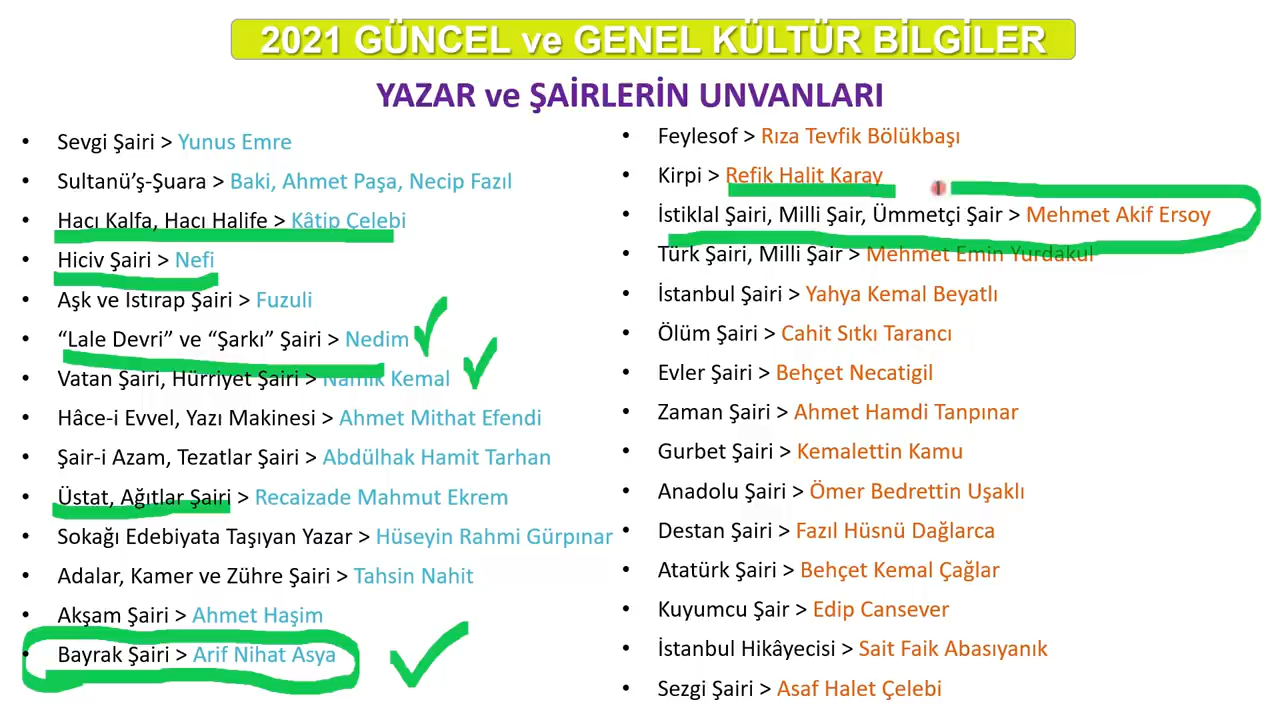 2021 GÜNCEL ve GENEL KÜLTÜR BİLGİLER
YAZAR ve ŞAİRLERİN UNVANLARI
• Sevgi Şairi > Yunus Emre
• Sultanü’ş-Şuara > Baki, Ahmet Paşa, Necip Fazıl
• Hacı Kalfa, Hacı Halife > Kâtip Çelebi
• Hiciv Şairi > Nefi
• Aşk ve Istırap Şairi > Fuzuli
• “Lale Devri” ve “Şarkı” Şairi > Nedim
• Vatan Şairi, Hürriyet Şairi > Namık Kemal
• Hâce-i Evvel, Yazı Makinesi > Ahmet Mithat Efendi
• Şair-i Azam, Tezatlar Şairi > Abdülhak Hamit Tarhan
• Üstat, Ağıtlar Şairi > Recaizade Mahmut Ekrem
• Sokağı Edebiyata Taşıyan Yazar > Hüseyin Rahmi Gürpınar
• Adalar, Kamer ve Zühre Şairi > Tahsin Nahit
• Akşam Şairi > Ahmet Haşim
• Bayrak Şairi > Arif Nihat Asya
• Feylesof > Rıza Tevfik Bölükbaşı
• Kirpi > Refik Halit Karay
• İstiklal Şairi, Milli Şair, Ümmetçi Şair > Mehmet Akif Ersoy
• Türk Şairi, Milli Şair > Mehmet Emin Yurdakul
• İstanbul Şairi > Yahya Kemal Beyatlı
• Ölüm Şairi > Cahit Sıtkı Tarancı
• Evler Şairi > Behçet Necatigil
• Zaman Şairi > Ahmet Hamdi Tanpınar
• Gurbet Şairi > Kemalettin Kamu
• Anadolu Şairi > Ömer Bedrettin Uşaklı
• Destan Şairi > Fazıl Hüsnü Dağlarca
• Atatürk Şairi > Behçet Kemal Çağlar
• Kuyumcu Şair > Edip Cansever
• İstanbul Hikâyecisi > Sait Faik Abasıyanık
• Sezgi Şairi > Asaf Halet Çelebi